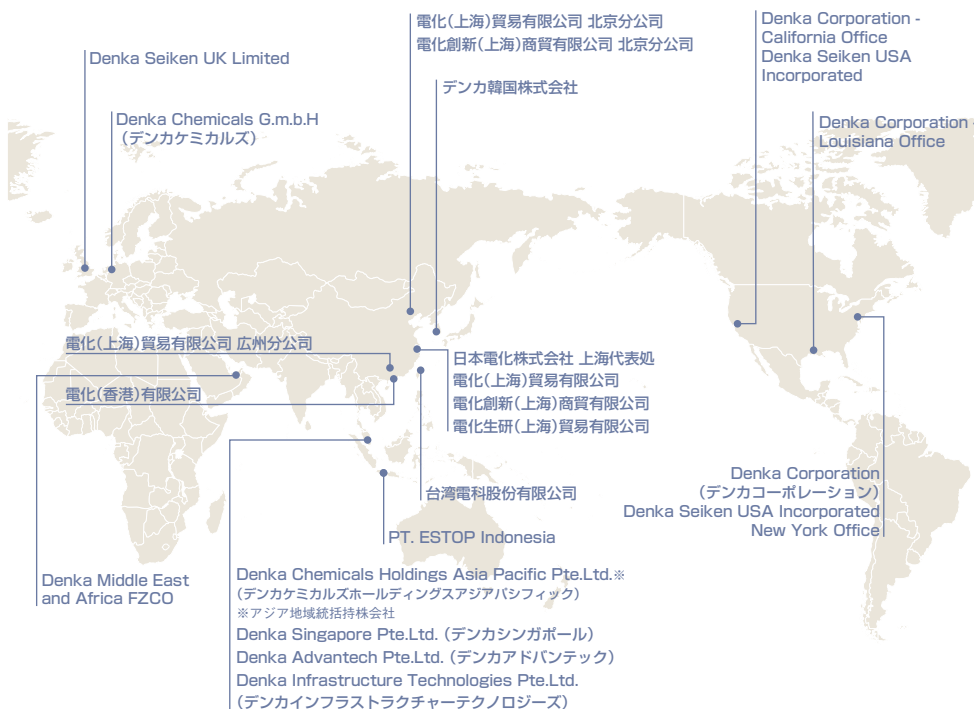 電化(上海)貿易有限公司 北京分公司
電化創新(上海)商貿有限公司 北京分公司
Denka Corporation -
California Office
Denka Seiken USA
Incorporated
Denka Seiken UK Limited
デンカ韓国株式会社
Denka Chemicals G.m.b.H
(デンカケミカルズ)
Denka Corporation -
Louisiana Office
電化(上海)貿易有限公司 広州分公司
電化(香港)有限公司
日本電化株式会社 上海代表処
電化(上海)貿易有限公司
電化創新(上海)商貿有限公司
電化生研(上海)貿易有限公司
台湾電科股份有限公司
Denka Corporation
(デンカコーポレーション)
Denka Seiken USA Incorporated
New York Office
PT. ESTOP Indonesia
Denka Middle East
and Africa FZCO
Denka Chemicals Holdings Asia Pacific Pte.Ltd.※
(デンカケミカルズホールディングスアジアパシフィック)
※アジア地域統括持株会社
Denka Singapore Pte.Ltd. (デンカシンガポール)
Denka Advantech Pte.Ltd. (デンカアドバンテック)
Denka Infrastructure Technologies Pte.Ltd.
(デンカインフラストラクチャーテクノロジーズ)